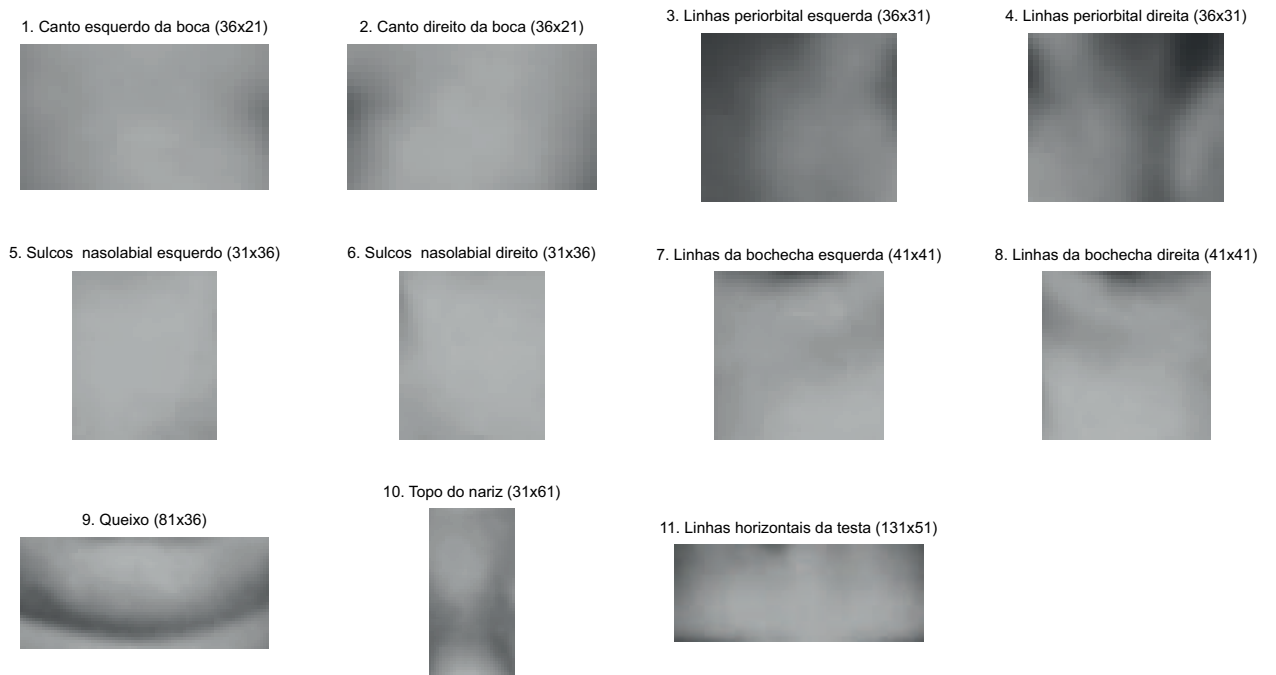 1. Canto esquerdo da boca (36x21)
2. Canto direito da boca (36x21)
3. Linhas periorbital esquerda (36x31)
4. Linhas periorbital direita (36x31)
5. Sulcos  nasolabial esquerdo (31x36)
6. Sulcos  nasolabial direito (31x36)
7. Linhas da bochecha esquerda (41x41)
8. Linhas da bochecha direita (41x41)
9. Queixo (81x36)
10. Topo do nariz (31x61)
11. Linhas horizontais da testa (131x51)